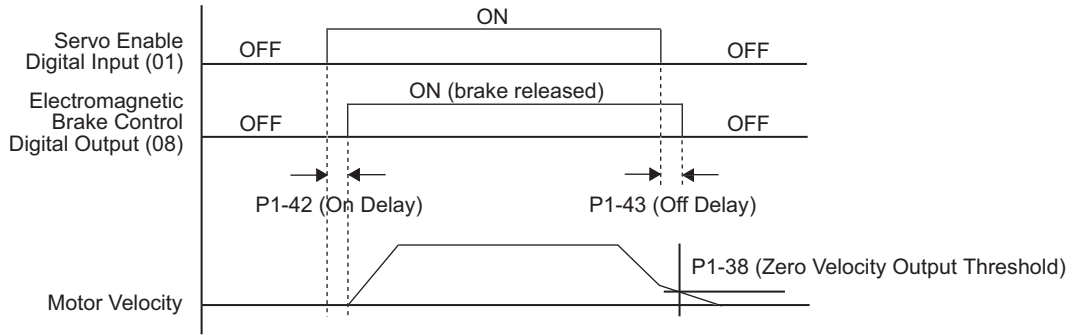 ON
Servo Enable
Digital Input (01)
OFF
OFF
ON (brake released)
Electromagnetic
Brake Control
Digital Output (08)
OFF
OFF
P1-42 (On Delay)
P1-43 (Off Delay)
P1-38 (Zero Velocity Output Threshold)
Motor Velocity